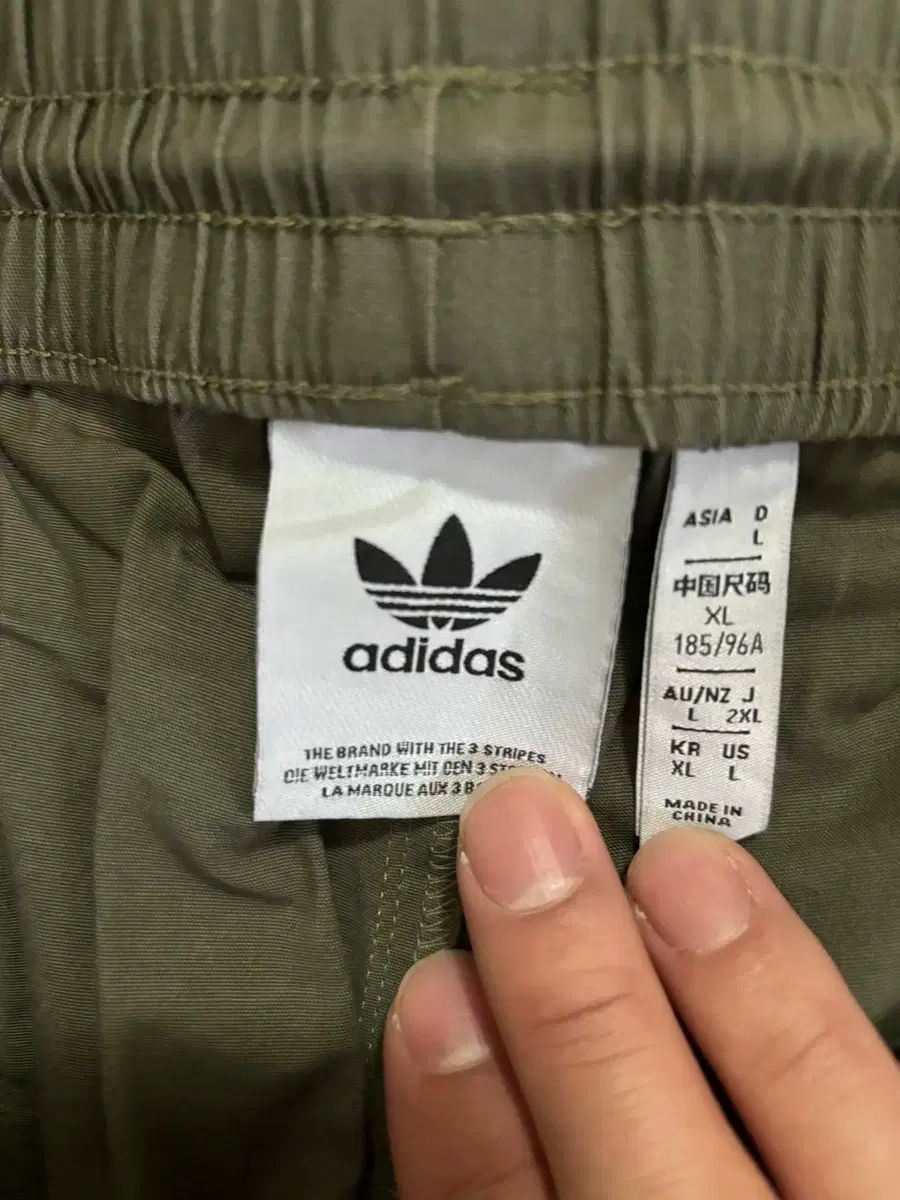 adidas
THE BRAND WITH THE 3 STRIPES
DIE WELTMARKE MIT DEN 3
LA MARQUE AUX 3
ASIA D
L
中国尺码
XL
185/96A
AU/NZ J
L 2XL
KR US
XL L
MADE IN
CHINA